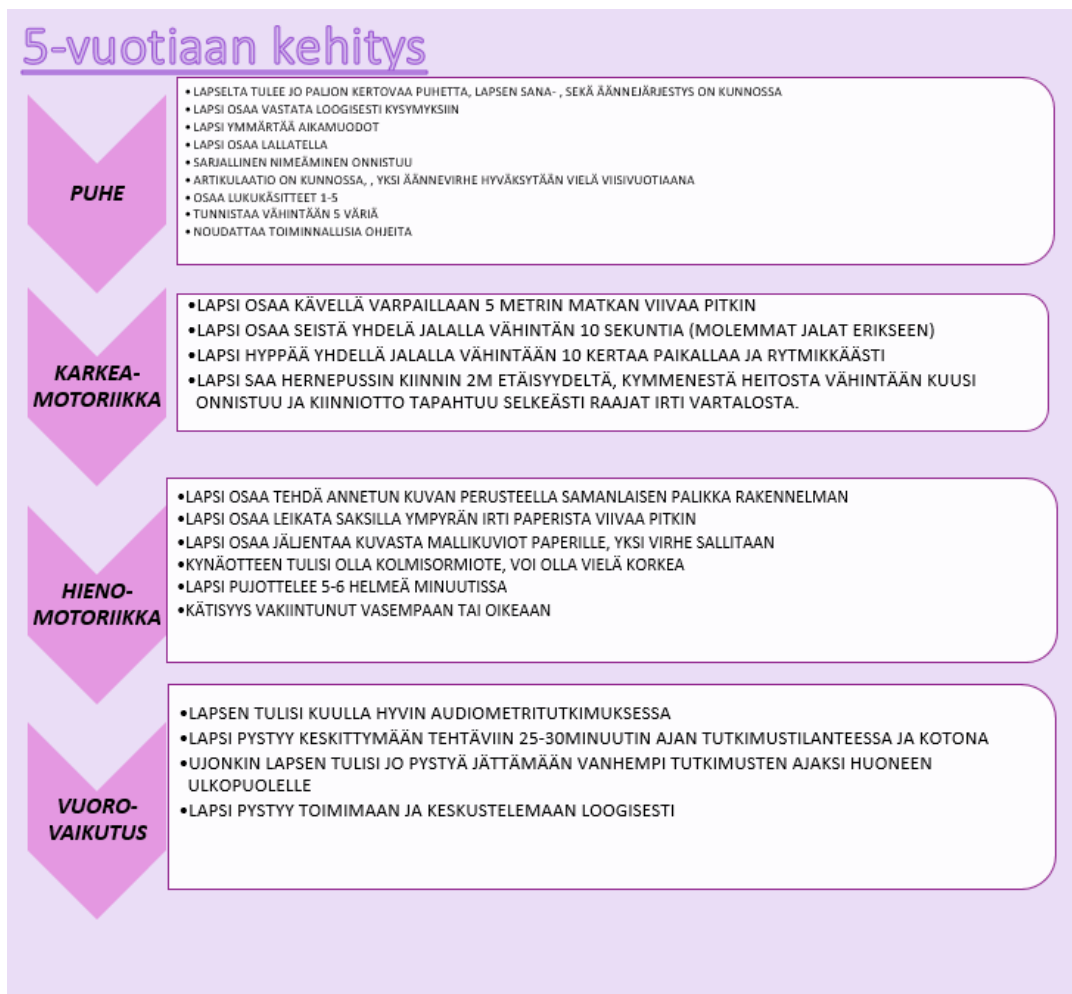 5-vuotiaan kehitys
PUHE
• LAPSELTA TULEE JO PALJON KERTOVAA PUHETTA, LAPSEN SANA- , SEKÄ ÄÄNNEJÄRJESTYS ON KUNNOSSA
• LAPSI OSAA VASTATA LOOGISESTI KYSYMYKSIIN
• LAPSI YMMÄRTÄÄ AIKAMUODOT
• LAPSI OSAA LALLATELLA
• SARJALLINEN NIMEÄMINEN ONNISTUU
• ARTIKULAATIO ON KUNNOSSA, , YKSI ÄÄNNEVIRHE HYVÄKSYTÄÄN VIELÄ VIISIVUOTIAANA
• OSAA LUKUKÄSITTEET 1-5
• TUNNISTAA VÄHINTÄÄN 5 VÄRIÄ
• NOUDATTAA TOIMINNALLISIA OHJEITA
KARKEA-
MOTORIIKKA
•LAPSI OSAA KÄVELLÄ VARPAILLAAN 5 METRIN MATKAN VIIVAA PITKIN
•LAPSI OSAA SEISTÄ YHDELÄ JALALLA VÄHINTÄN 10 SEKUNTIA (MOLEMMAT JALAT ERIKSEEN)
•LAPSI HYPPÄÄ YHDELLÄ JALALLA VÄHINTÄÄN 10 KERTAA PAIKALLAA JA RYTMIKKÄÄSTI
•LAPSI SAA HERNEPUSSIN KIINNIN 2M ETÄISYYDELTÄ, KYMMENESTÄ HEITOSTA VÄHINTÄÄN KUUSI
ONNISTUU JA KIINNIOTTO TAPAHTUU SELKEÄSTI RAAJAT IRTI VARTALOSTA.
HIENO-
MOTORIIKKA
•LAPSI OSAA TEHDÄ ANNETUN KUVAN PERUSTEELLA SAMANLAISEN PALIKKA RAKENNELMAN
•LAPSI OSAA LEIKATA SAKSILLA YMPYRÄN IRTI PAPERISTA VIIVAA PITKIN
•LAPSI OSAA JÄLJENTAA KUVASTA MALLIKUVIOT PAPERILLE, YKSI VIRHE SALLITAAN
•KYNÄOTTEEN TULISI OLLA KOLMISORMIOTE, VOI OLLA VIELÄ KORKEA
•LAPSI PUJOTTELEE 5-6 HELMEÄ MINUUTISSA
•KÄTISYYS VAKIINTUNUT VASEMPAAN TAI OIKEAAN
VUORO-
VAIKUTUS
•LAPSEN TULISI KUULLA HYVIN AUDIOMETRITUTKIMUKSESSA
•LAPSI PYSTYY KESKITTYMÄÄN TEHTÄVIIN 25-30MINUUTIN AJAN TUTKIMUSTILANTEESSA JA KOTONA
•UJONKIN LAPSEN TULISI JO PYSTYÄ JÄTTÄMÄÄN VANHEMPI TUTKIMUSTEN AJAKSI HUONEEN
ULKOPUOLELLE
•LAPSI PYSTYY TOIMIMAAN JA KESKUSTELEMAAN LOOGISESTI